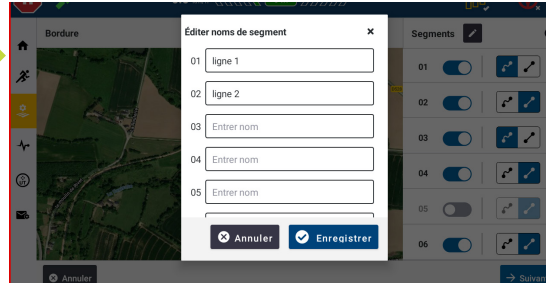 Bordure
Éditer noms de segment
Segments
01 ligne 1
02 ligne 2
03 Entrer nom
04 Entrer nom
05 Entrer nom
Annuler
Enregistrer
01
02
03
04
05
06
Annuler
Suivan